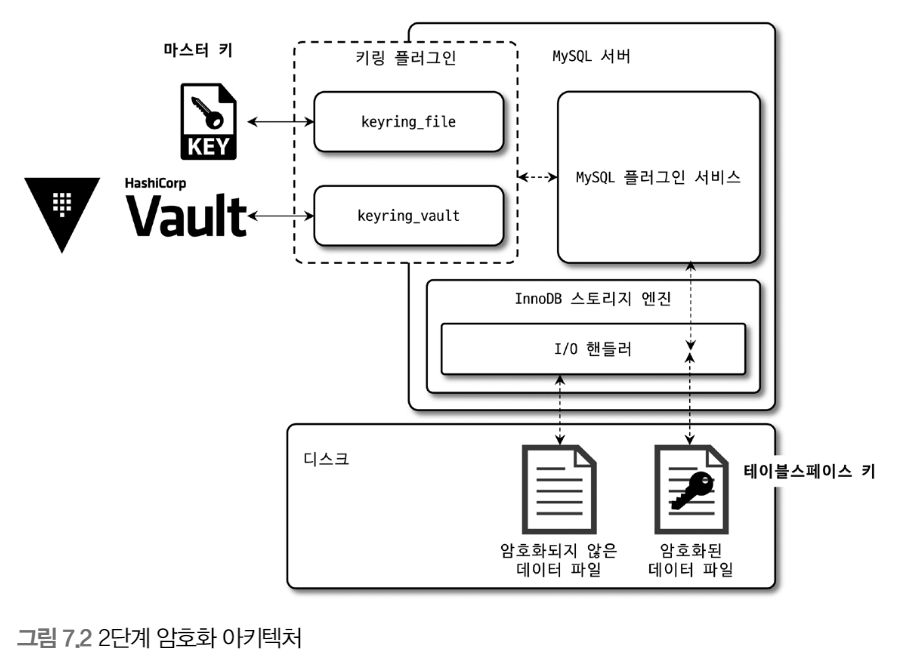 마스터 키
키링 플러그인
MySQL 서버
KEY
keyring_file
HashiCorp
Vault
keyring_vault
MySQL 플러그인 서비스
InnoDB 스토리지 엔진
I/O 핸들러
디스크
테이블스페이스 키
암호화되지 않은
데이터 파일
암호화된
데이터 파일
그림 7.2 2단계 암호화 아키텍처